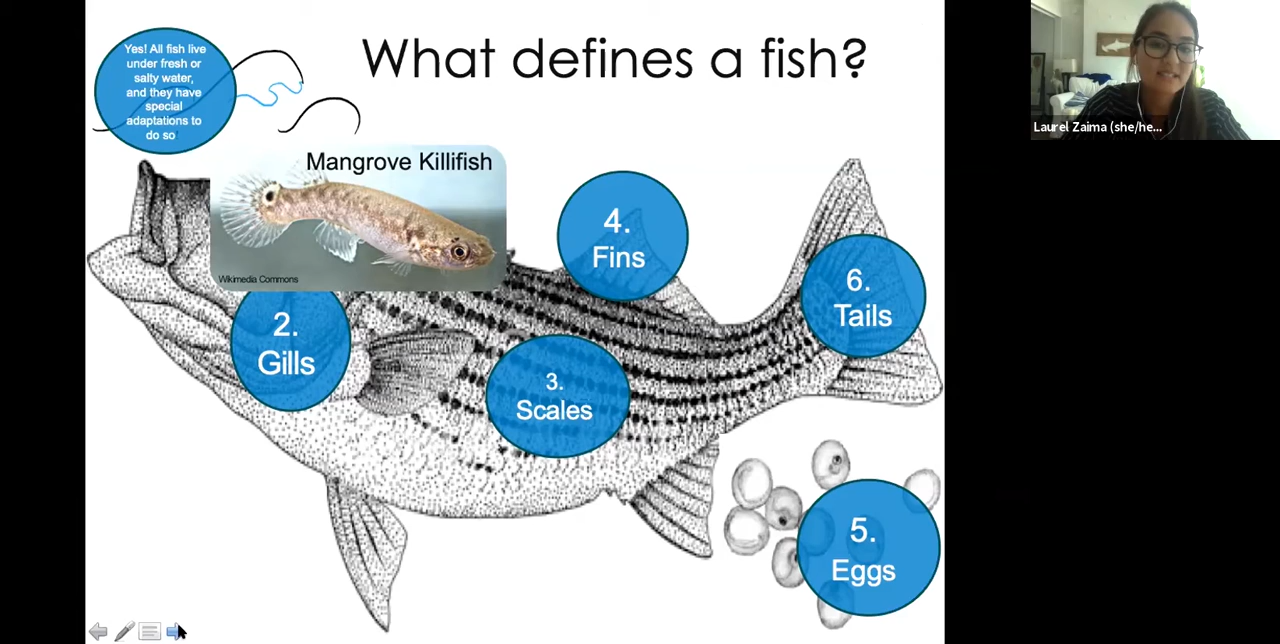 What defines a fish?
Yes! All fish live
under fresh or
salty water,
and they have
special
adaptations to
do so
Mangrove Killifish
Wikimedia Commons
2.
Gills
3.
Scales
4.
Fins
5.
Eggs
6.
Tails
Laurel Zaima (she/he...